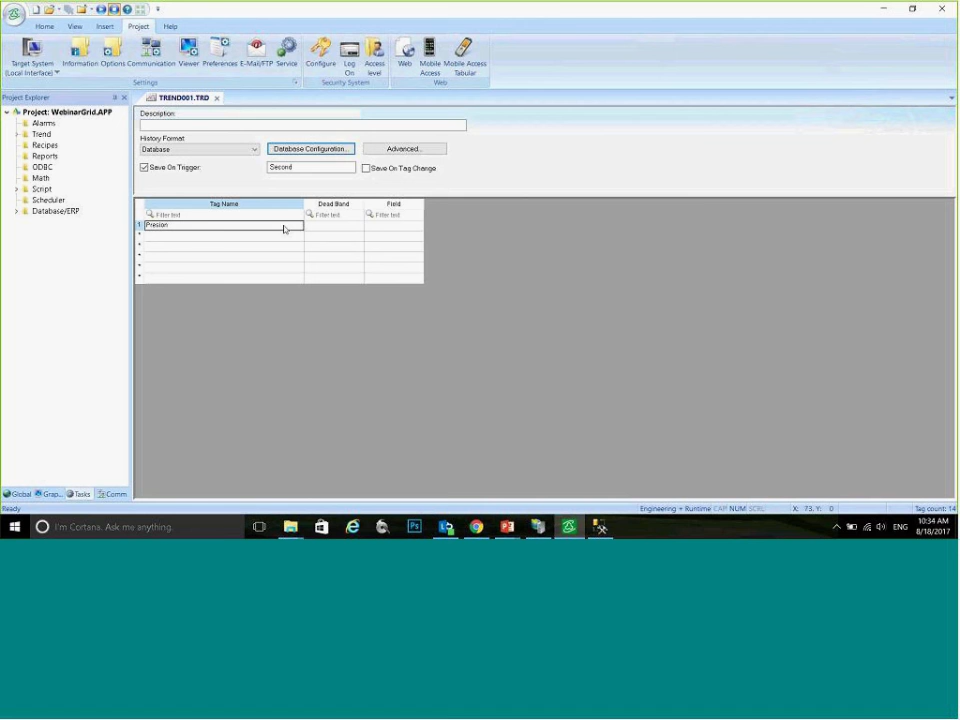 Home View Insert Project Help
Target System Information Options Communication Viewer Preferences E-Mail/FTP Service Configure Log Access Web Mobile Mobile Access
(Local Interface) On level Access Tabular
Settings Security System Web
Project Explorer TREND001.TRD
Project: WebinarGrid.APP
Alarms
Trend
Recipes
Reports
ODBC
Math
Script
Scheduler
Database/ERP
Description:
History Format:
Database Database Configuration... Advanced...
Save On Trigger: Second Save On Tag Change
Tag Name Dead Band Field
Filter text Filter text Filter text
1 Presion
Global Grap... Tasks Comm
Ready Engineering + Runtime CAP NUM SCRL X: 73, Y: 0 Tag count: 14
I'm Cortana. Ask me anything. ENG 10:34 AM
8/18/2017